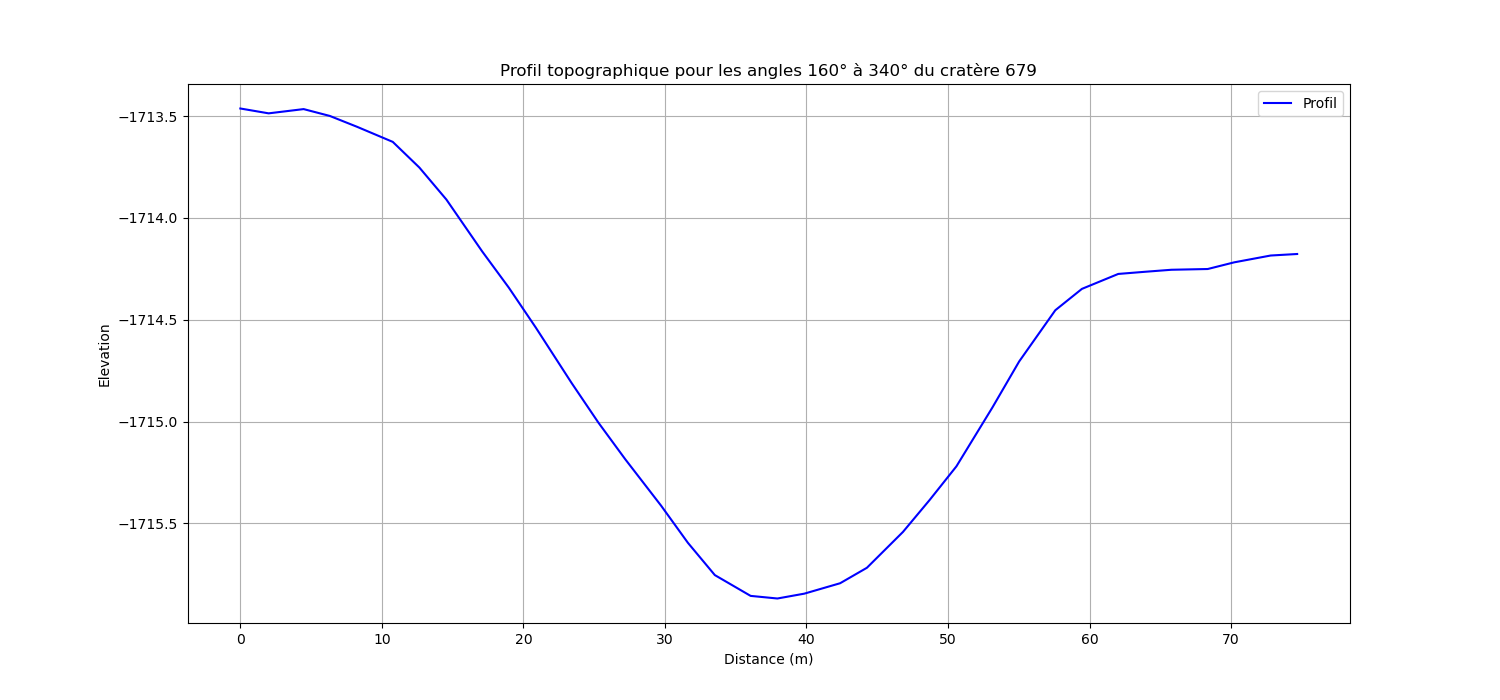 Profil topographique pour les angles 160° à 340° du cratère 679
Profil
−1713.5
−1714.0
−1714.5
−1715.0
−1715.5
Elevation
0 10 20 30 40 50 60 70
Distance (m)